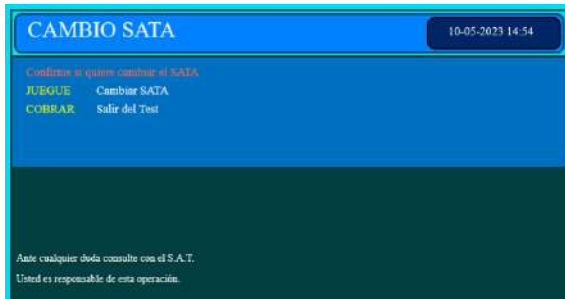 CAMBIO SATA
10-05-2023 14:54
Confirme si quiere cambiar el SATA
JUEGUE Cambiar SATA
COBRAR Salir del Test
Ante cualquier duda consulte con el S.A.T.
Usted es responsable de esta operación.